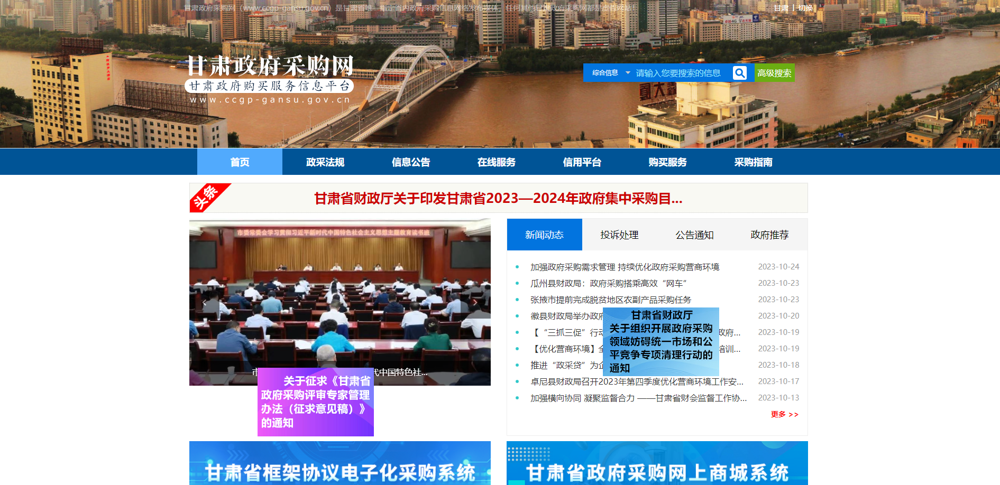 甘肃政府采购网（www.ccgp-gansu.gov.cn）是甘肃省唯一指定省内政府采购信息网络发布媒体，任何其他甘肃政府采购网都是虚假网站！
甘肃 | 切换
甘肃政府采购网
甘肃政府购买服务信息平台
www.ccgp-gansu.gov.cn
综合信息 请输入您要搜索的信息 高级搜索
首页 政采法规 信息公告 在线服务 信用平台 购买服务 采购指南
头条
甘肃省财政厅关于印发甘肃省2023—2024年政府集中采购目...
市委常委会学习贯彻习近平新时代中国特色社会主义思想主题教育读书班
市
代中国特色社...
关于征求《甘肃省
政府采购评审专家管理
办法（征求意见稿）》
的通知
新闻动态 投诉处理 公告通知 政府推荐
加强政府采购需求管理 持续优化政府采购营商环境 2023-10-24
瓜州县财政局：政府采购搭乘高效“网车” 2023-10-23
张掖市提前完成脱贫地区农副产品采购任务 2023-10-23
徽县财政局举办政府 2023-10-20
【“三抓三促”行动 政府... 2023-10-19
【优化营商环境】全 培训... 2023-10-19
推进“政采贷”为企 2023-10-18
卓尼县财政局召开2023年第四季度优化营商环境工作安... 2023-10-17
加强横向协同 凝聚监督合力 ——甘肃省财会监督工作协... 2023-10-13
更多 >>
甘肃省财政厅
关于组织开展政府采购
领域妨碍统一市场和公
平竞争专项清理行动的
通知
甘肃省框架协议电子化采购系统
甘肃省政府采购网上商城系统